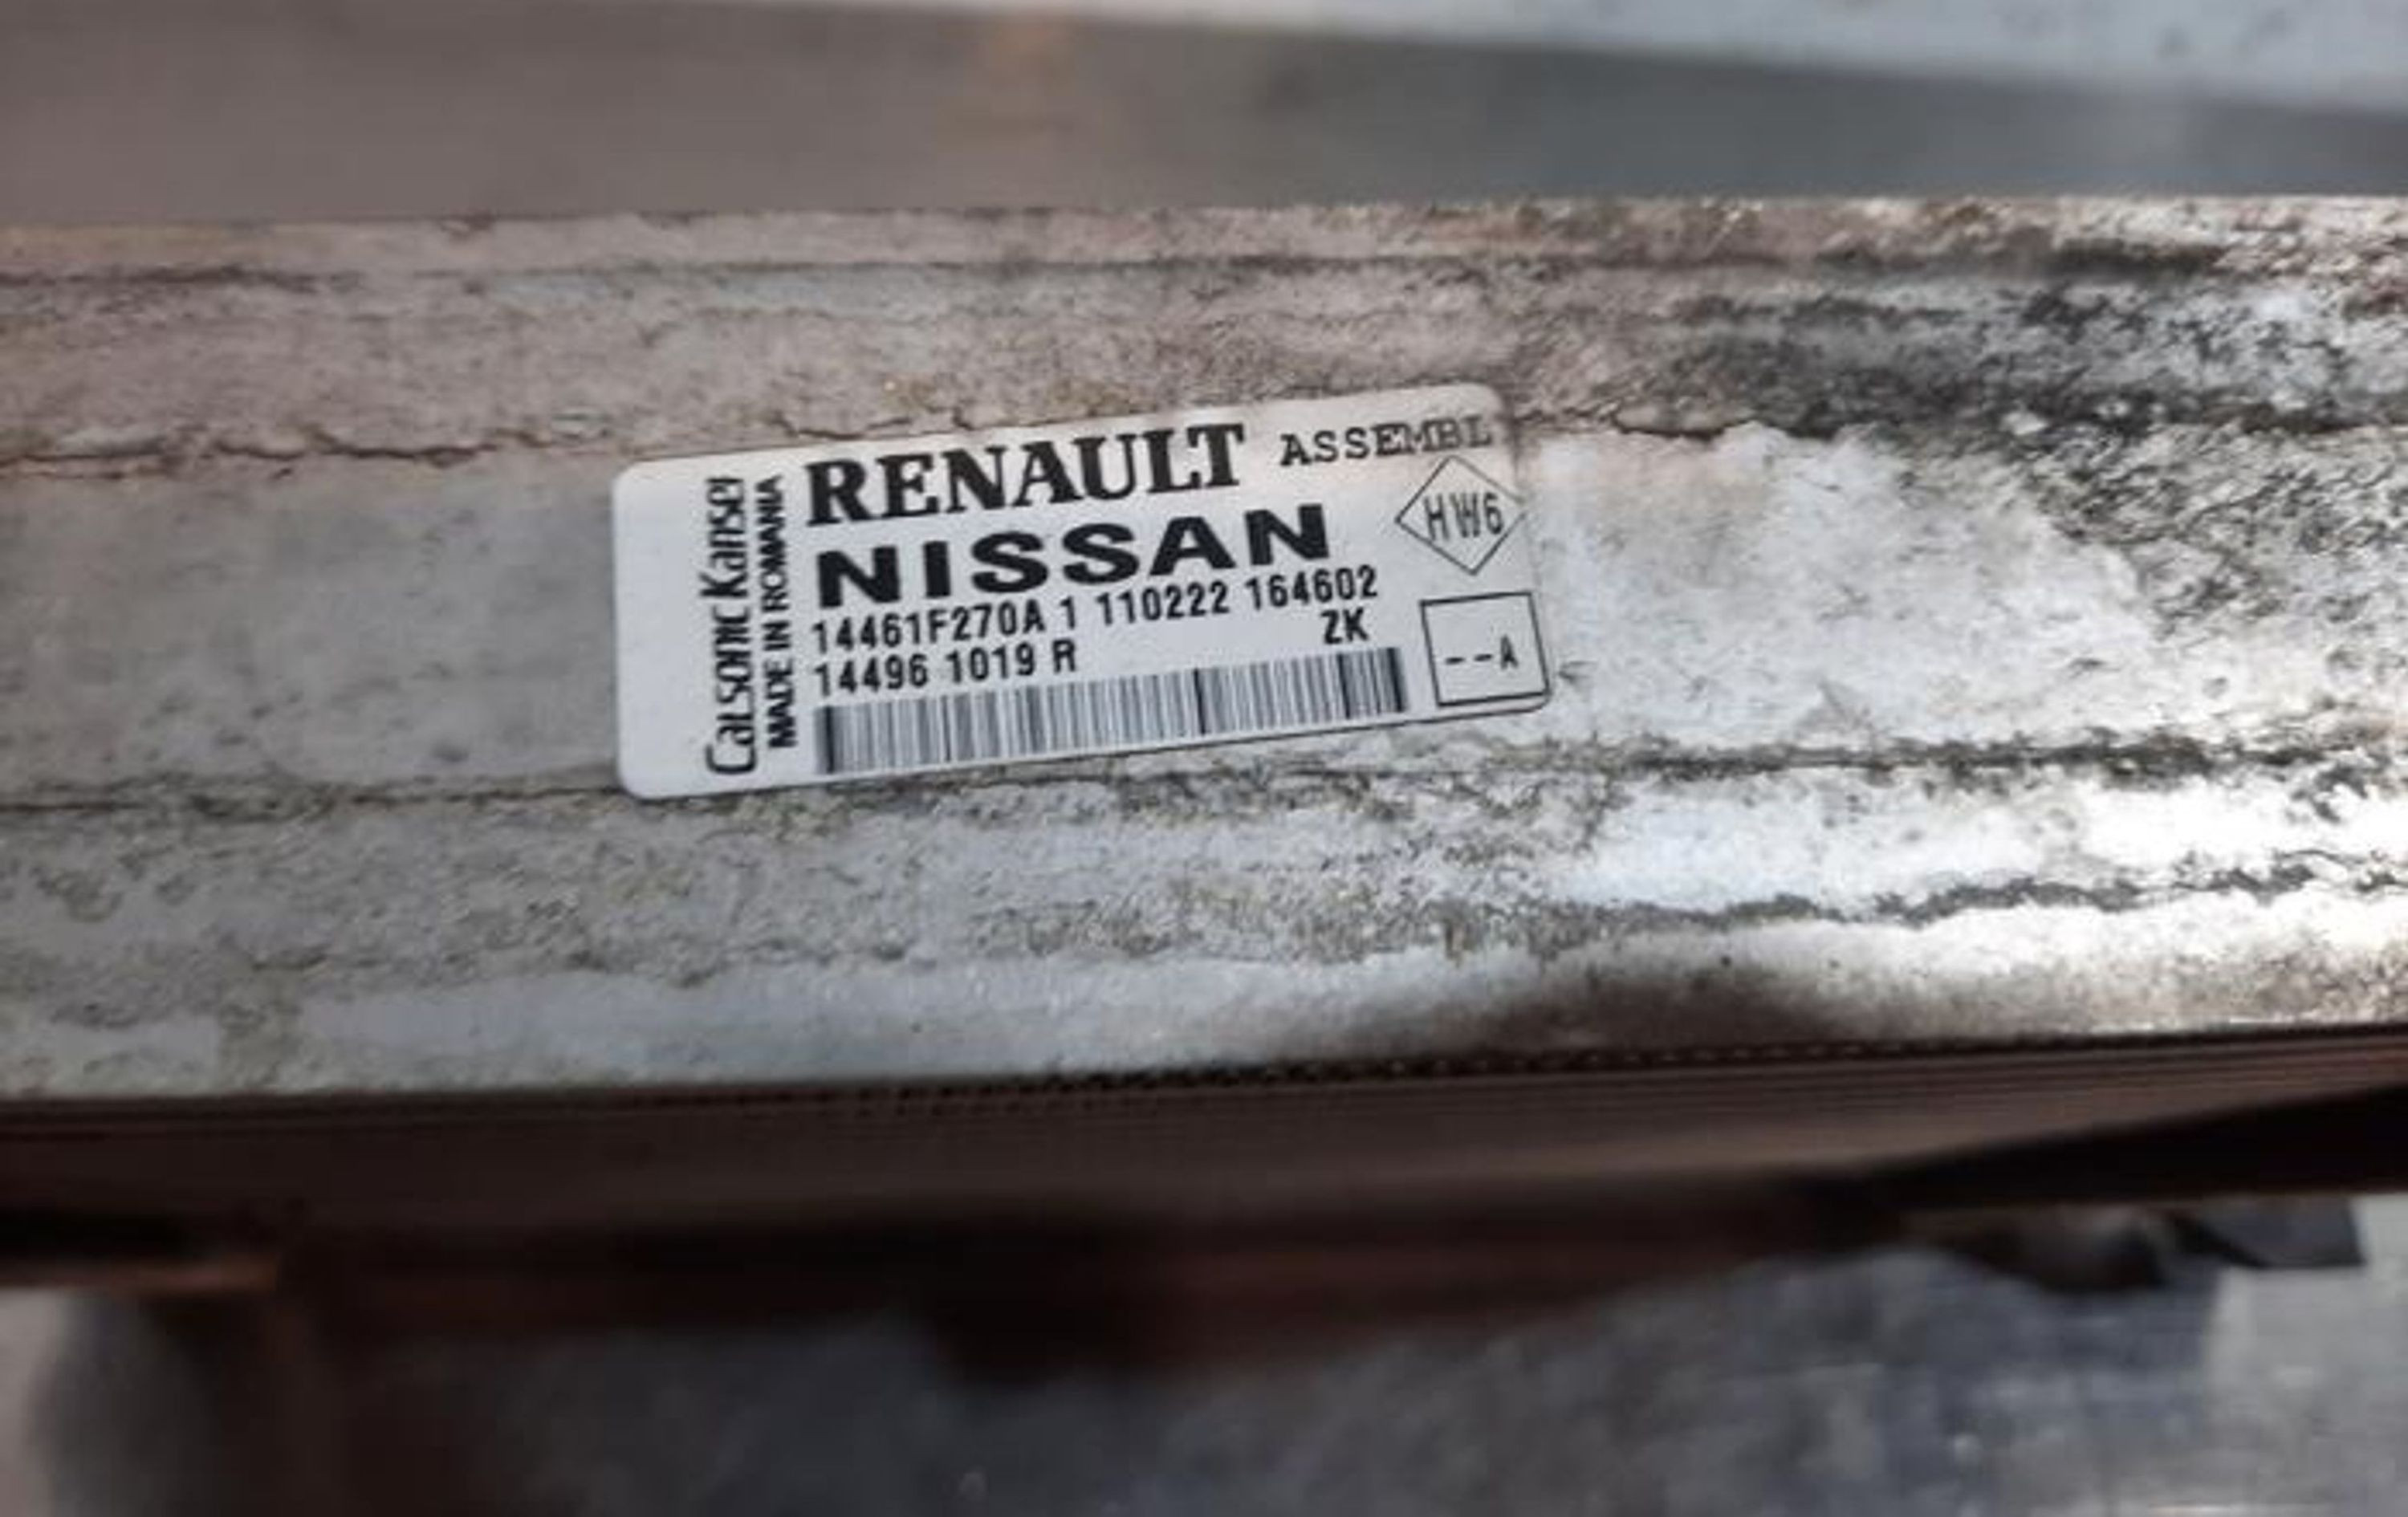 CalsonicKansei
MADE IN ROMANIA
RENAULT ASSEMBL
NISSAN
HW6
14461F270A 1 110222 164602
14496 1019 R ZK
--A